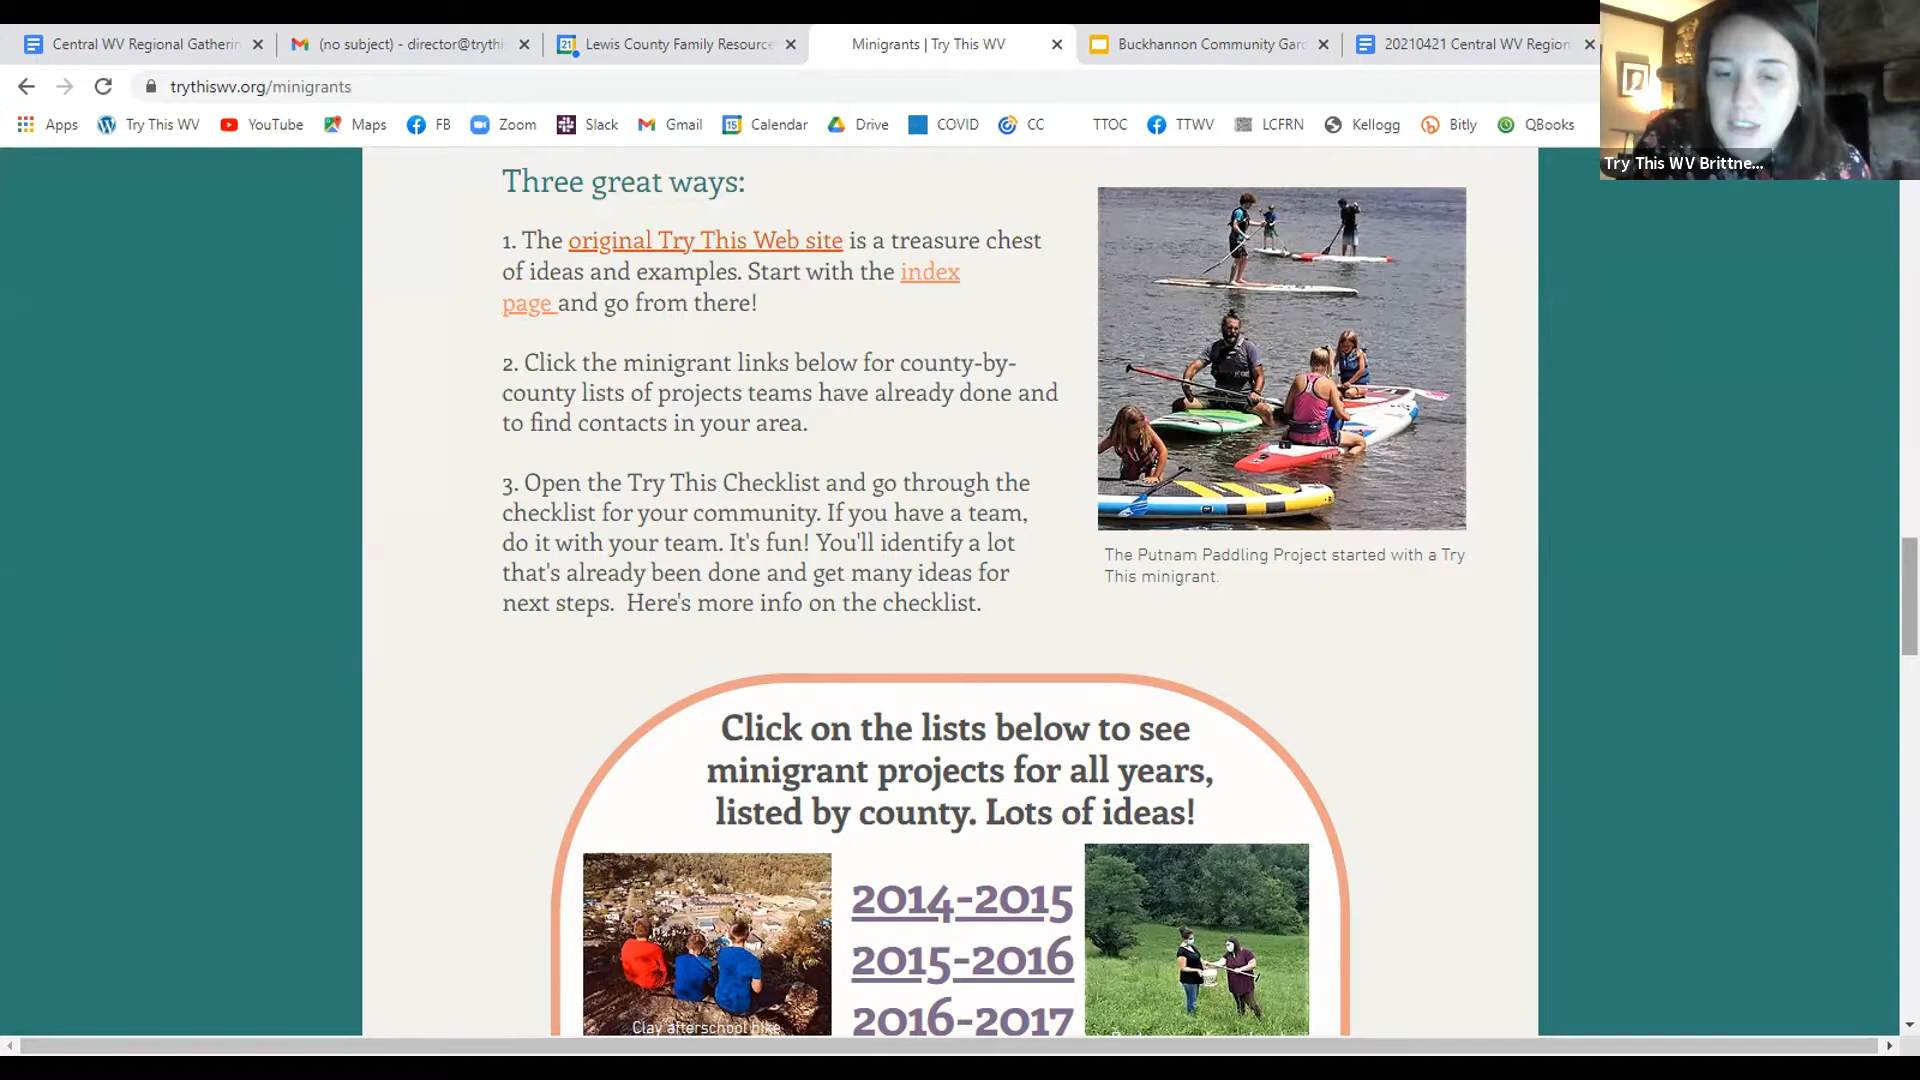 Central WV Regional Gatherin
(no subject) - director@trythi
21 Lewis County Family Resource
Minigrants | Try This WV
Buckhannon Community Gar
20210421 Central WV Region
trythiswv.org/minigrants
Apps
Try This WV
YouTube
Maps
FB
Zoom
Slack
Gmail
15 Calendar
Drive
COVID
CC
TTOC
TTWV
LCFRN
Kellogg
Bitly
QBooks
Try This WV Brittne...
Three great ways:
1. The original Try This Web site is a treasure chest
of ideas and examples. Start with the index
page and go from there!
2. Click the minigrant links below for county-by-
county lists of projects teams have already done and
to find contacts in your area.
3. Open the Try This Checklist and go through the
checklist for your community. If you have a team,
do it with your team. It's fun! You'll identify a lot
that's already been done and get many ideas for
next steps. Here's more info on the checklist.
The Putnam Paddling Project started with a Try
This minigrant.
Click on the lists below to see
minigrant projects for all years,
listed by county. Lots of ideas!
2014-2015
2015-2016
2016-2017
Clay afterschool hike